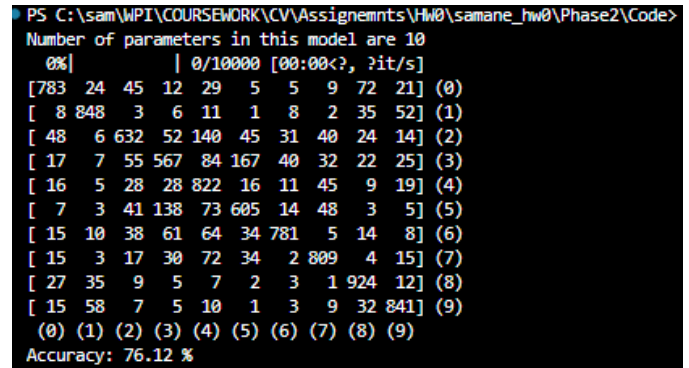 PS C:\sam\WPI\COURSEWORK\CV\Assignemnts\HW0\samane_hw0\Phase2\Code>
Number of parameters in this model are 10
0%| | 0/10000 [00:00<?, ?it/s]
[783 24 45 12 29 5 5 9 72 21] (0)
[ 8 848 3 6 11 1 8 2 35 52] (1)
[ 48 6 632 52 140 45 31 40 24 14] (2)
[ 17 7 55 567 84 167 40 32 22 25] (3)
[ 16 5 28 28 822 16 11 45 9 19] (4)
[ 7 3 41 138 73 605 14 48 3 5] (5)
[ 15 10 38 61 64 34 781 5 14 8] (6)
[ 15 3 17 30 72 34 2 809 4 15] (7)
[ 27 35 9 5 7 2 3 1 924 12] (8)
[ 15 58 7 5 10 1 3 9 32 841] (9)
(0) (1) (2) (3) (4) (5) (6) (7) (8) (9)
Accuracy: 76.12 %